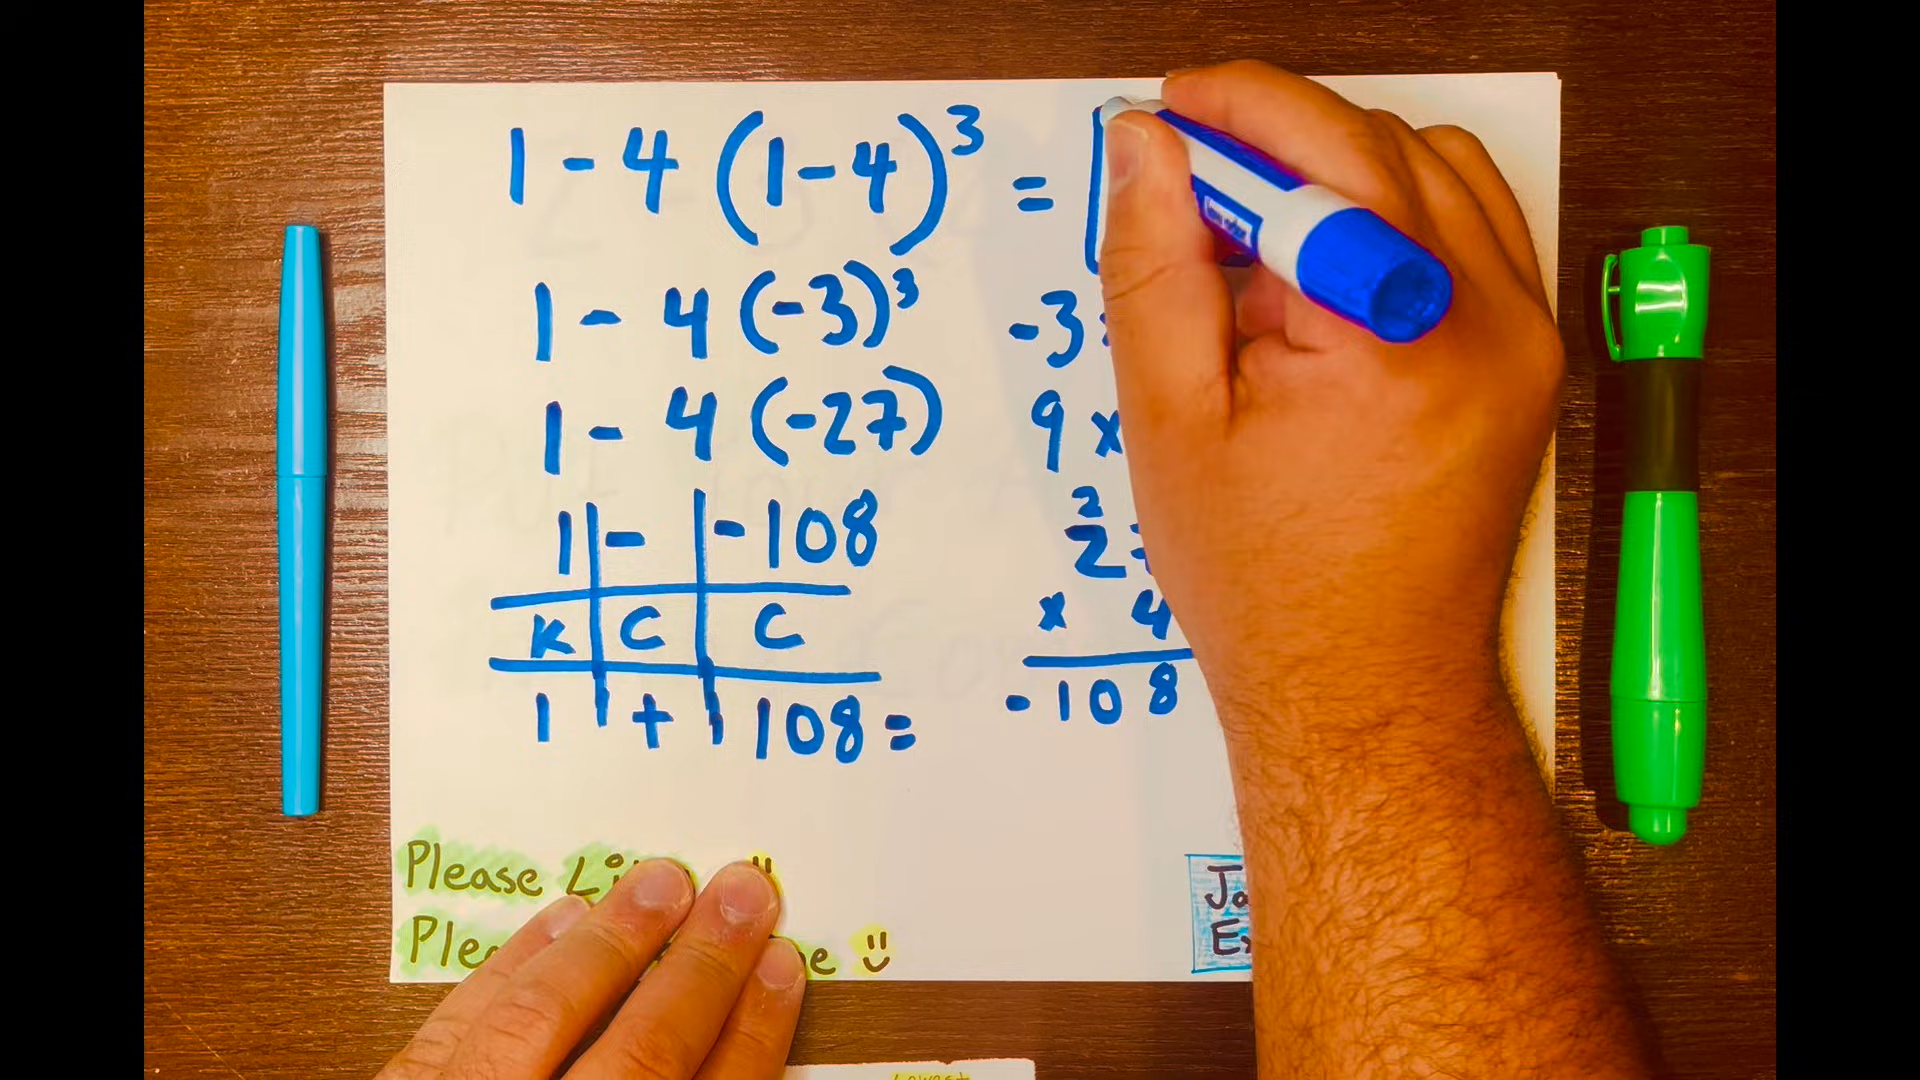 1 - 4 (1 - 4)³ =
1 - 4 (-3)³
-3
1 - 4 (-27)
9 x
1 - -108
2
2
K C C
x 4
1 + 108 =
-108
Please